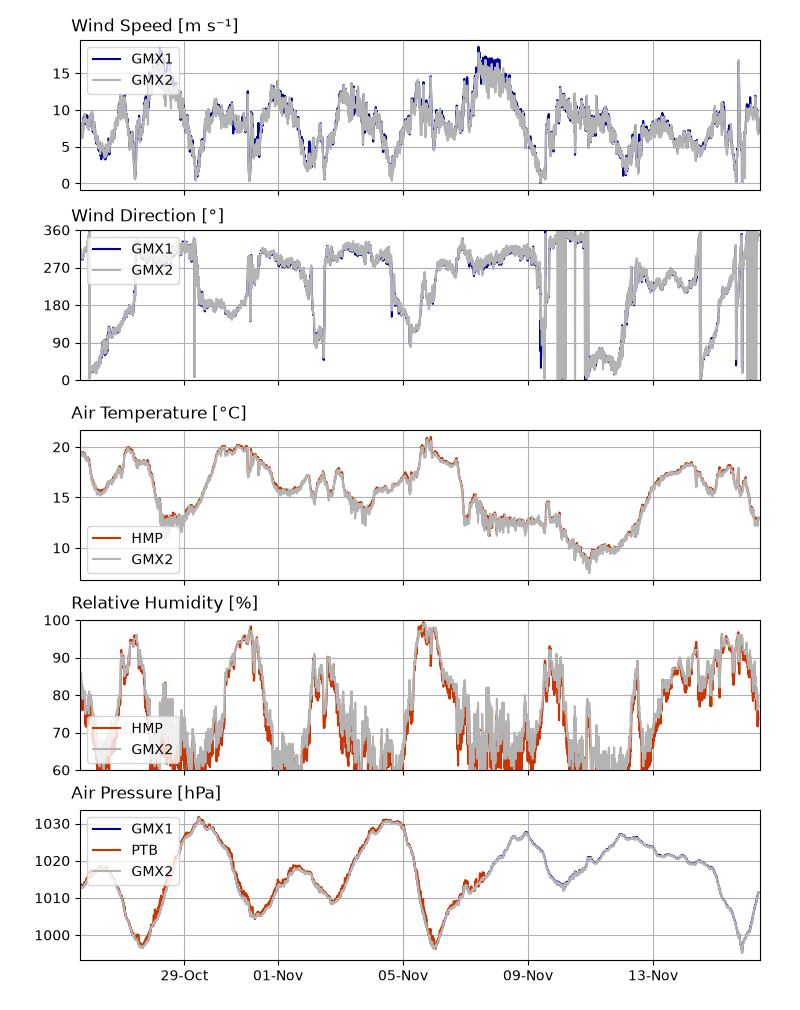 Wind Speed [m s⁻¹]
GMX1
GMX2
15
10
5
0
Wind Direction [°]
GMX1
GMX2
360
270
180
90
0
Air Temperature [°C]
20
15
10
HMP
GMX2
Relative Humidity [%]
100
90
80
70
60
HMP
GMX2
Air Pressure [hPa]
GMX1
PTB
GMX2
1030
1020
1010
1000
29-Oct 01-Nov 05-Nov 09-Nov 13-Nov